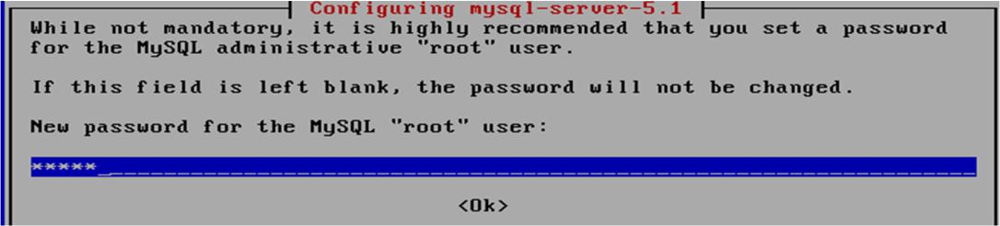 Configuring mysql-server-5.1
While not mandatory, it is highly recommended that you set a password
for the MySQL administrative "root" user.
If this field is left blank, the password will not be changed.
New password for the MySQL "root" user:
*****
<Ok>